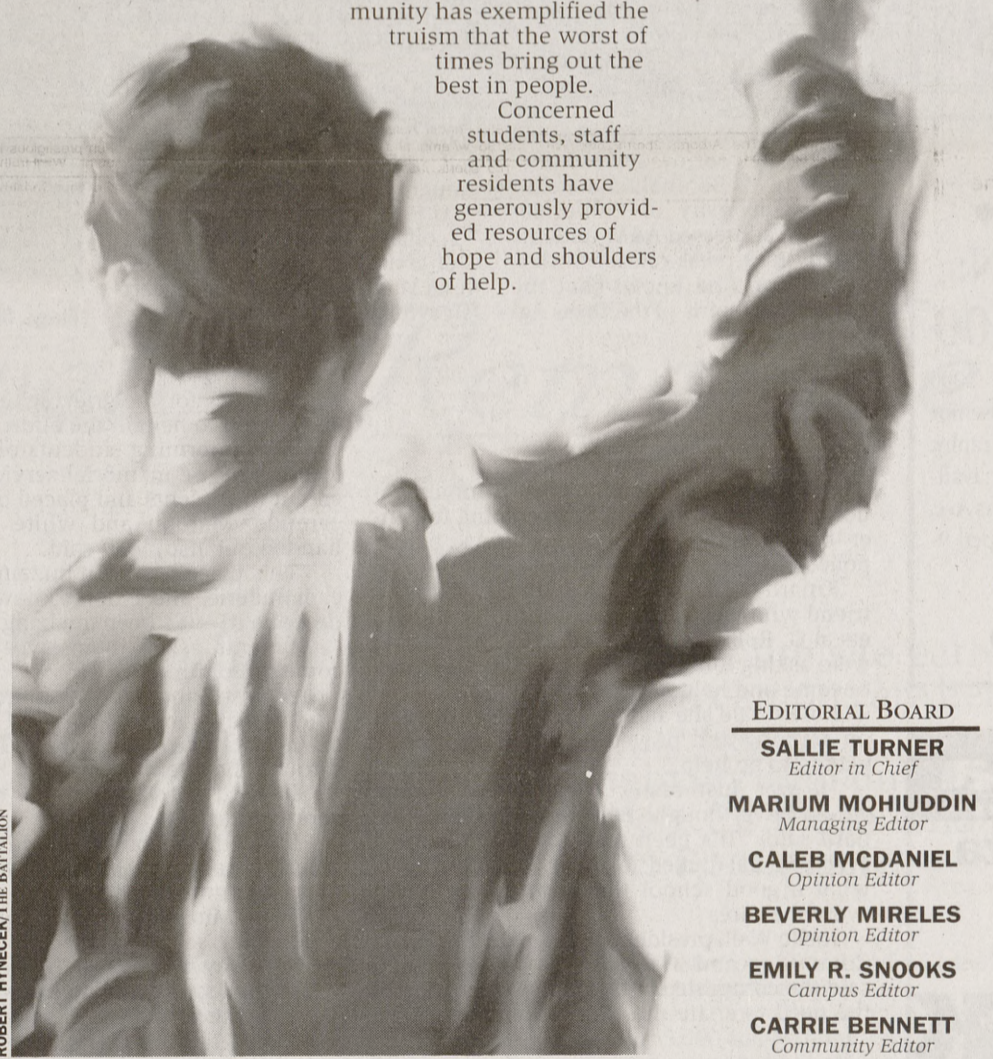 munity has exemplified the
truism that the worst of
times bring out the
best in people.
Concerned
students, staff
and community
residents have
generously provid-
ed resources of
hope and shoulders
of help.
EDITORIAL BOARD
SALLIE TURNER
Editor in Chief
MARIUM MOHIUDDIN
Managing Editor
CALEB MCDANIEL
Opinion Editor
BEVERLY MIRELES
Opinion Editor
EMILY R. SNOOKS
Campus Editor
CARRIE BENNETT
Community Editor
ROBERT HYNECEK/THE BATTALION